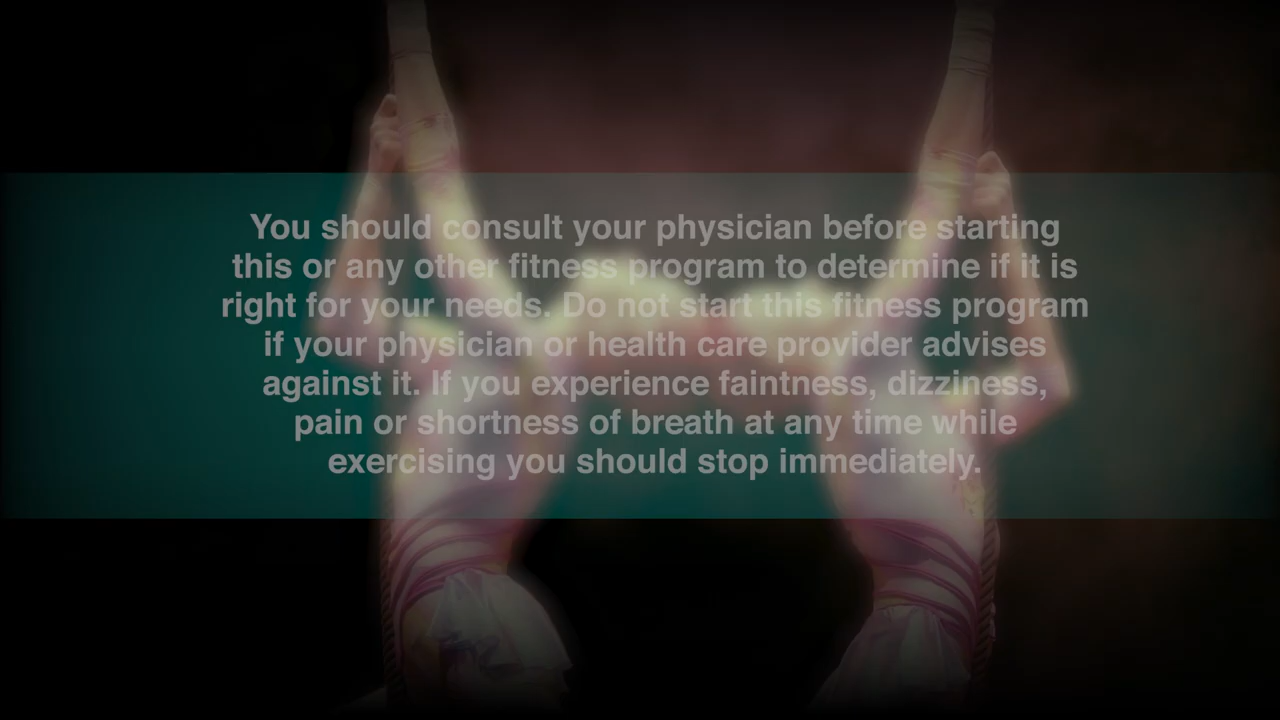 You should consult your physician before starting
this or any other fitness program to determine if it is
right for your needs. Do not start this fitness program
if your physician or health care provider advises
against it. If you experience faintness, dizziness,
pain or shortness of breath at any time while
exercising you should stop immediately.